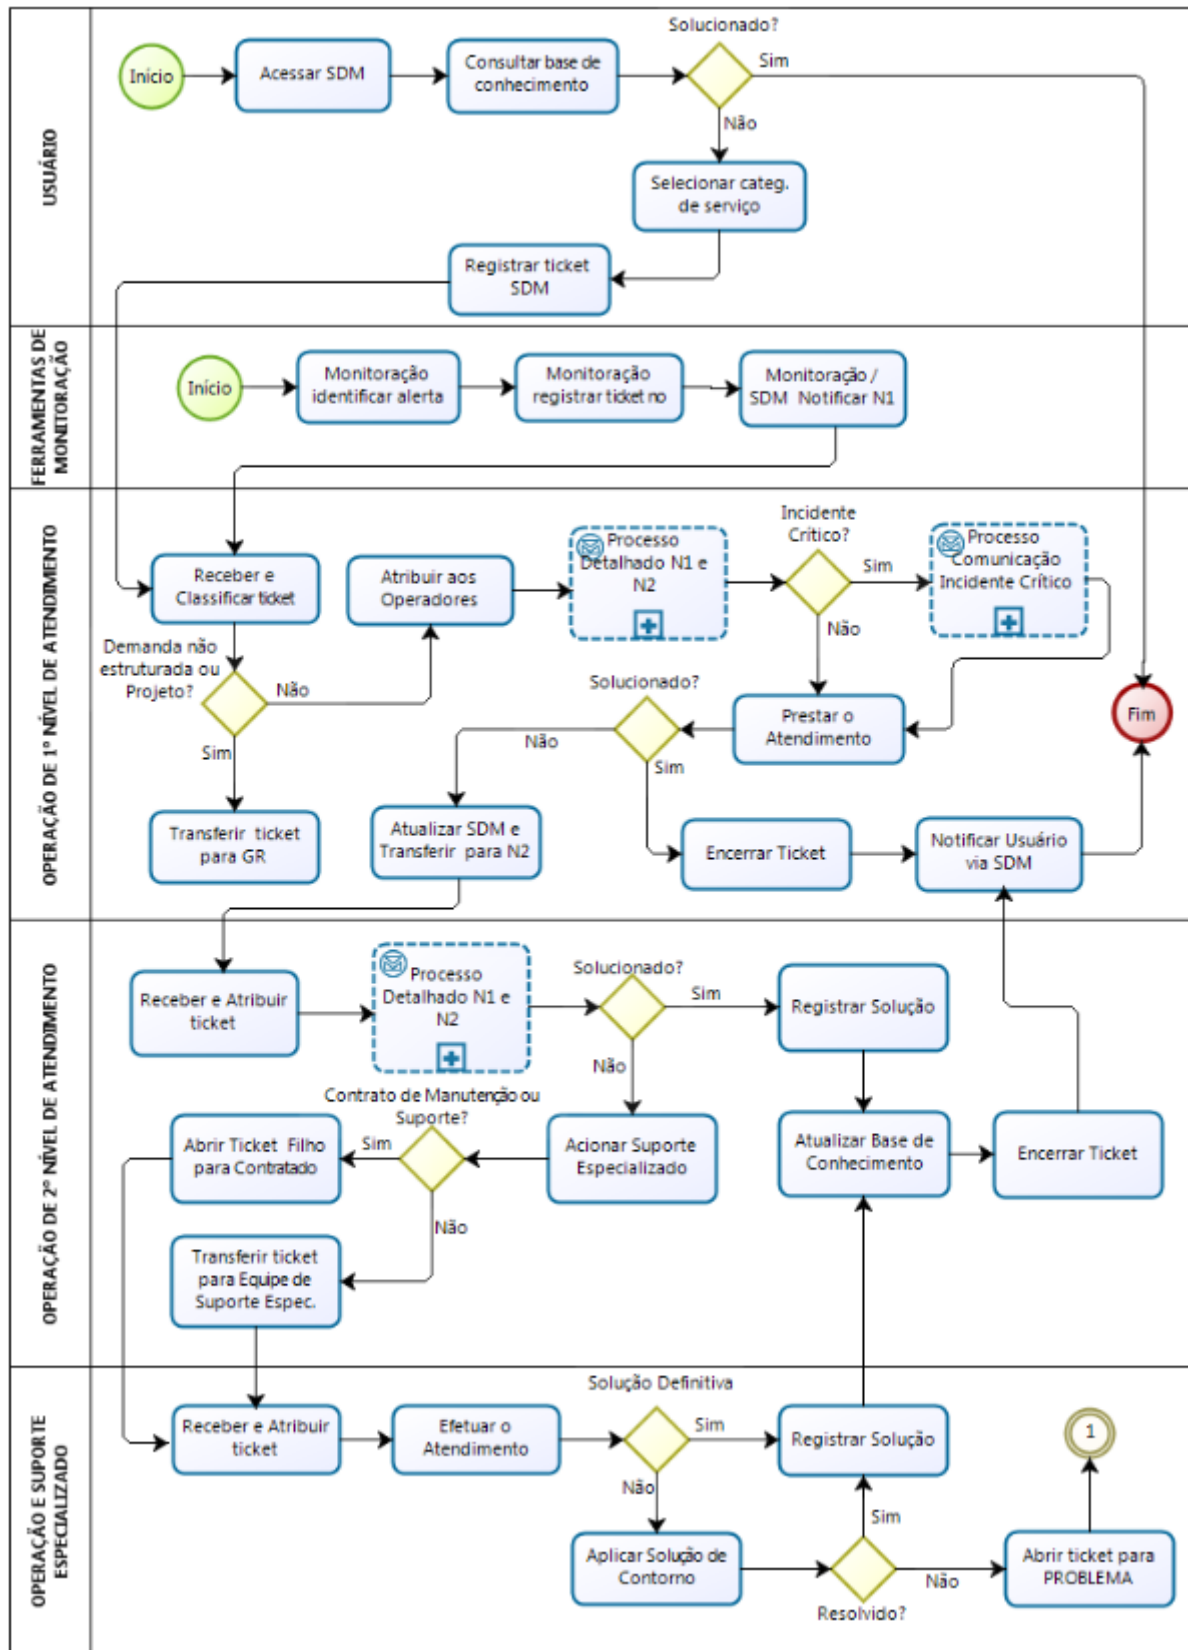 USUÁRIO
Início
Acessar SDM
Consultar base de
conhecimento
Solucionado?
Sim
Não
Selecionar categ.
de serviço
Registrar ticket
SDM
FERRAMENTAS DE
MONITORAÇÃO
Início
Monitoração
identificar alerta
Monitoração
registrar ticket no
Monitoração /
SDM Notificar N1
OPERAÇÃO DE 1º NÍVEL DE ATENDIMENTO
Receber e
Classificar ticket
Demanda não
estruturada ou
Projeto?
Não
Sim
Transferir ticket
para GR
Atribuir aos
Operadores
Processo
Detalhado N1 e
N2
Incidente
Crítico?
Sim
Não
Processo
Comunicação
Incidente Crítico
Prestar o
Atendimento
Solucionado?
Não
Sim
Atualizar SDM e
Transferir para N2
Encerrar Ticket
Notificar Usuário
via SDM
Fim
OPERAÇÃO DE 2º NÍVEL DE ATENDIMENTO
Receber e Atribuir
ticket
Processo
Detalhado N1 e
N2
Solucionado?
Sim
Não
Registrar Solução
Atualizar Base de
Conhecimento
Encerrar Ticket
Acionar Suporte
Especializado
Contrato de Manutenção ou
Suporte?
Sim
Não
Abrir Ticket Filho
para Contratado
Transferir ticket
para Equipe de
Suporte Espec.
OPERAÇÃO E SUPORTE
ESPECIALIZADO
Receber e Atribuir
ticket
Efetuar o
Atendimento
Solução Definitiva
Sim
Não
Registrar Solução
Aplicar Solução de
Contorno
Sim
Não
Resolvido?
Abrir ticket para
PROBLEMA
1